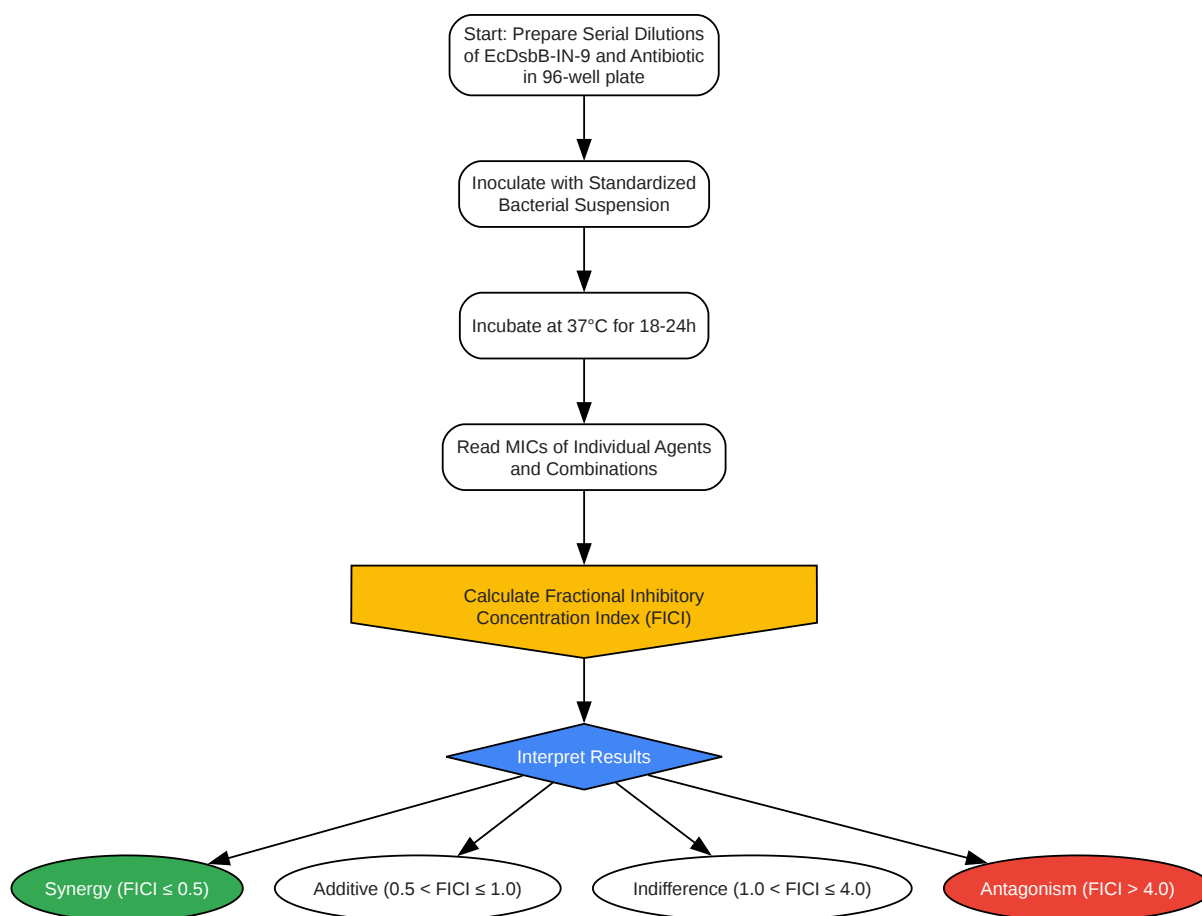 Start: Prepare Serial Dilutions
of EcDsbB-IN-9 and Antibiotic
in 96-well plate
Inoculate with Standardized
Bacterial Suspension
Incubate at 37°C for 18-24h
Read MICs of Individual Agents
and Combinations
Calculate Fractional Inhibitory
Concentration Index (FICI)
Interpret Results
Synergy (FICI ≤ 0.5)
Additive (0.5 < FICI ≤ 1.0)
Indifference (1.0 < FICI ≤ 4.0)
Antagonism (FICI > 4.0)